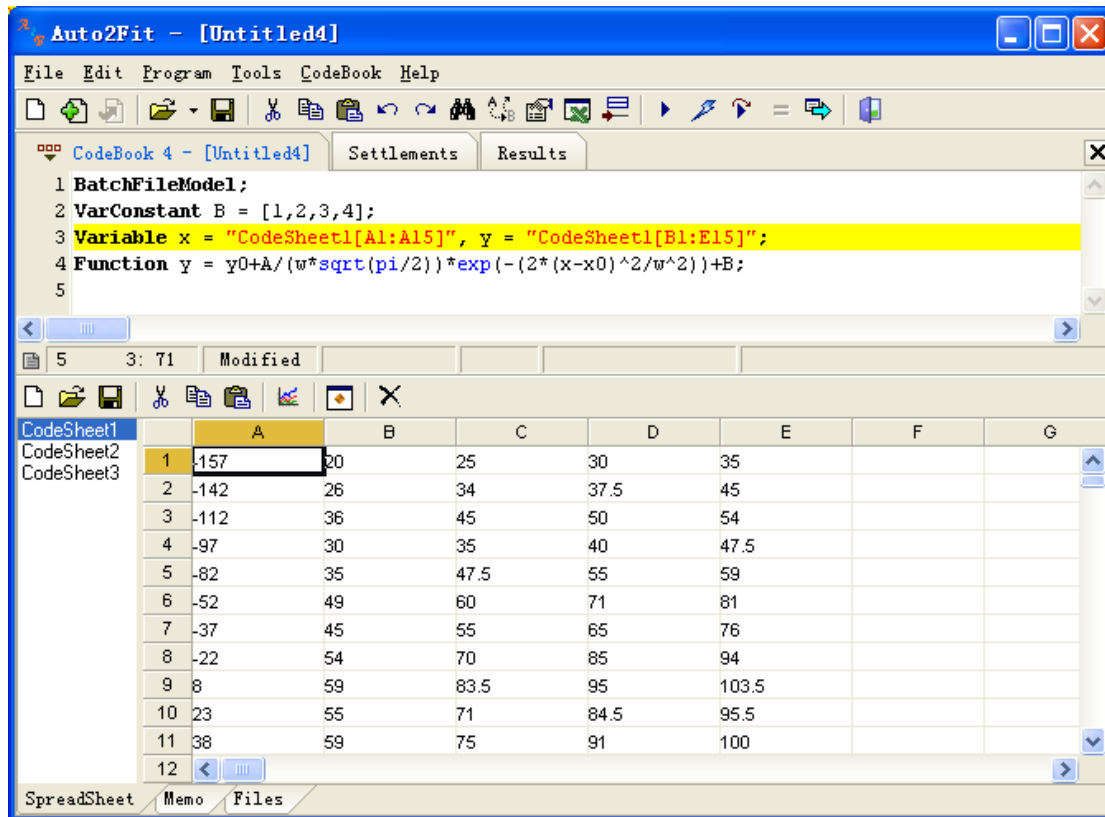 Auto2Fit - [Untitled4]
File Edit Program Tools CodeBook Help
CodeBook 4 - [Untitled4] Settlements Results
1 BatchFileModel;
2 VarConstant B = [1,2,3,4];
3 Variable x = "CodeSheet1[A1:A15]", y = "CodeSheet1[B1:E15]";
4 Function y = y0+A/(w*sqrt(pi/2))*exp(-(2*(x-x0)^2/w^2))+B;
5
5 3: 71 Modified
CodeSheet1
CodeSheet2
CodeSheet3
A B C D E F G
1 -157 20 25 30 35
2 -142 26 34 37.5 45
3 -112 36 45 50 54
4 -97 30 35 40 47.5
5 -82 35 47.5 55 59
6 -52 49 60 71 81
7 -37 45 55 65 76
8 -22 54 70 85 94
9 8 59 83.5 95 103.5
10 23 55 71 84.5 95.5
11 38 59 75 91 100
12
SpreadSheet Memo Files